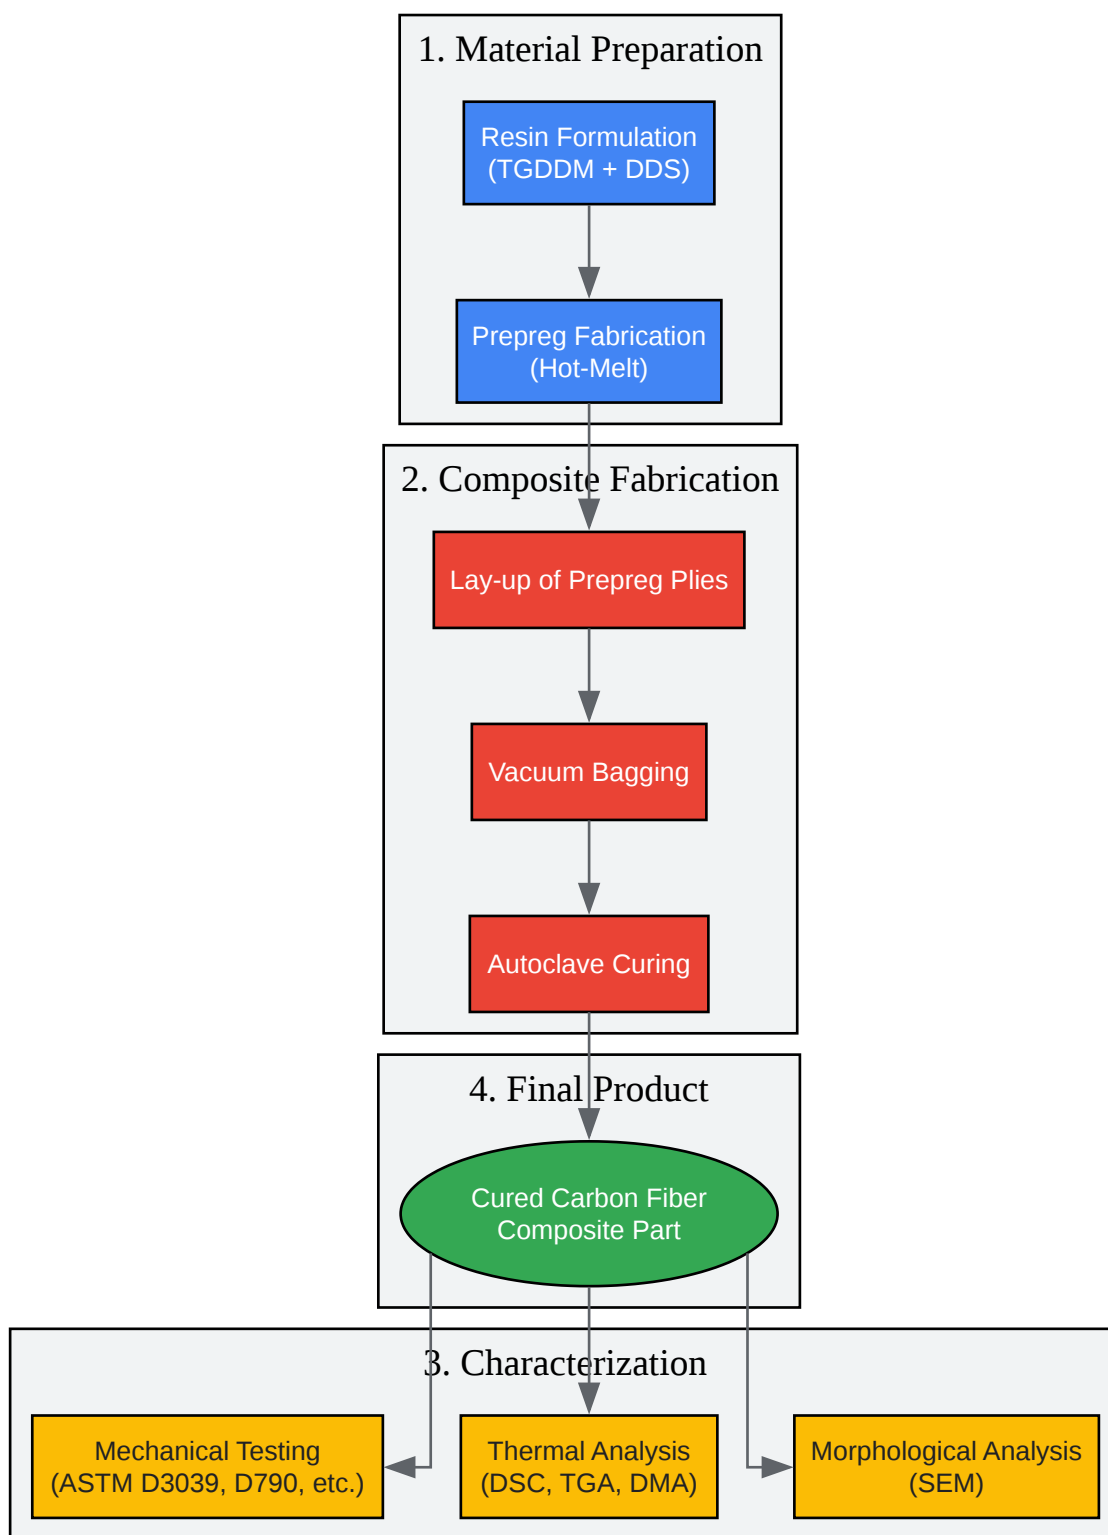 1. Material Preparation
Resin Formulation
(TGDDM + DDS)
Prepreg Fabrication
(Hot-Melt)
2. Composite Fabrication
Lay-up of Prepreg Plies
Vacuum Bagging
Autoclave Curing
4. Final Product
Cured Carbon Fiber
Composite Part
3. Characterization
Mechanical Testing
(ASTM D3039, D790, etc.)
Thermal Analysis
(DSC, TGA, DMA)
Morphological Analysis
(SEM)